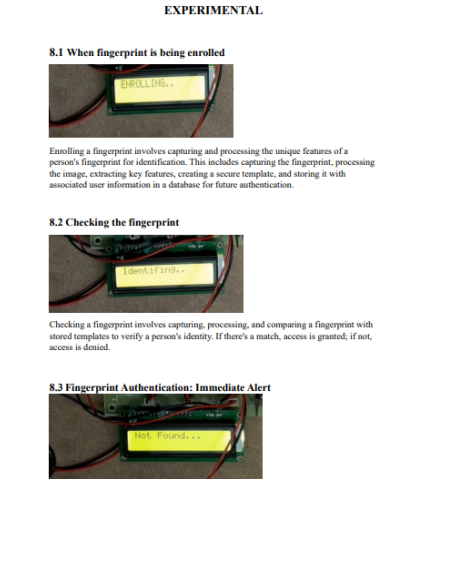 EXPERIMENTAL
8.1 When fingerprint is being enrolled
ENROLLING..
Enrolling a fingerprint involves capturing and processing the unique features of a
person's fingerprint for identification. This includes capturing the fingerprint, processing
the image, extracting key features, creating a secure template, and storing it with
associated user information in a database for future authentication.
8.2 Checking the fingerprint
Identifing..
Checking a fingerprint involves capturing, processing, and comparing a fingerprint with
stored templates to verify a person's identity. If there's a match, access is granted; if not,
access is denied.
8.3 Fingerprint Authentication: Immediate Alert
Not Found...